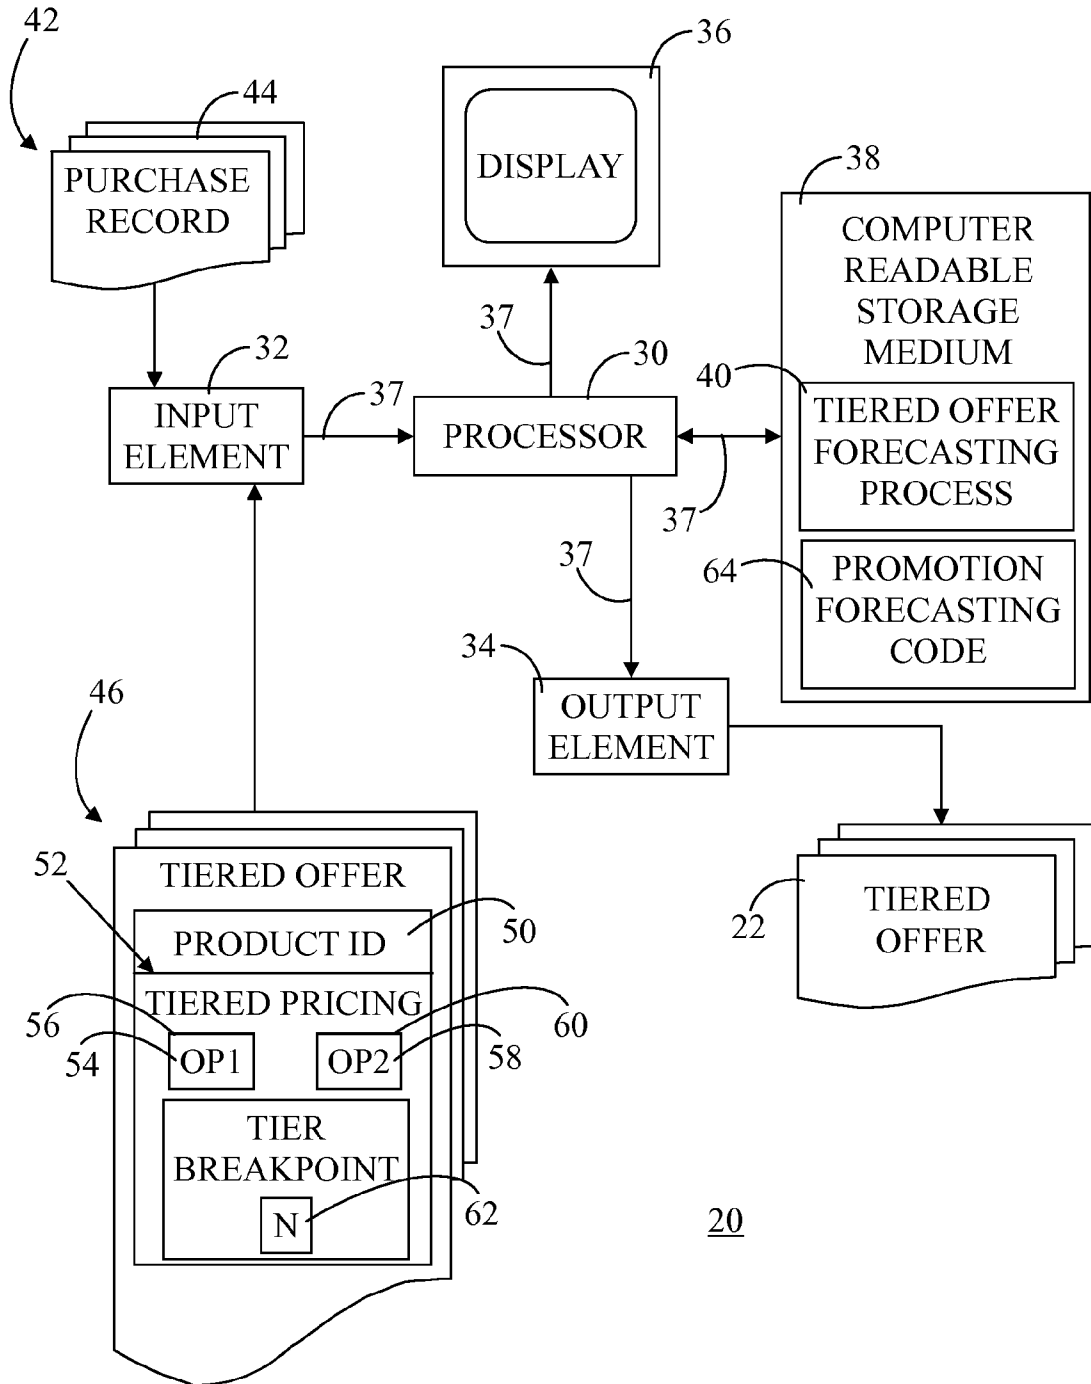 42
44
PURCHASE
RECORD
36
DISPLAY
38
COMPUTER
READABLE
STORAGE
MEDIUM
40
TIERED OFFER
FORECASTING
PROCESS
64
PROMOTION
FORECASTING
CODE
32
INPUT
ELEMENT
37
37
30
PROCESSOR
37
37
34
OUTPUT
ELEMENT
46
TIERED OFFER
52
50
PRODUCT ID
TIERED PRICING
56
54
OP1
60
58
OP2
TIER
BREAKPOINT
N
62
22
TIERED
OFFER
20